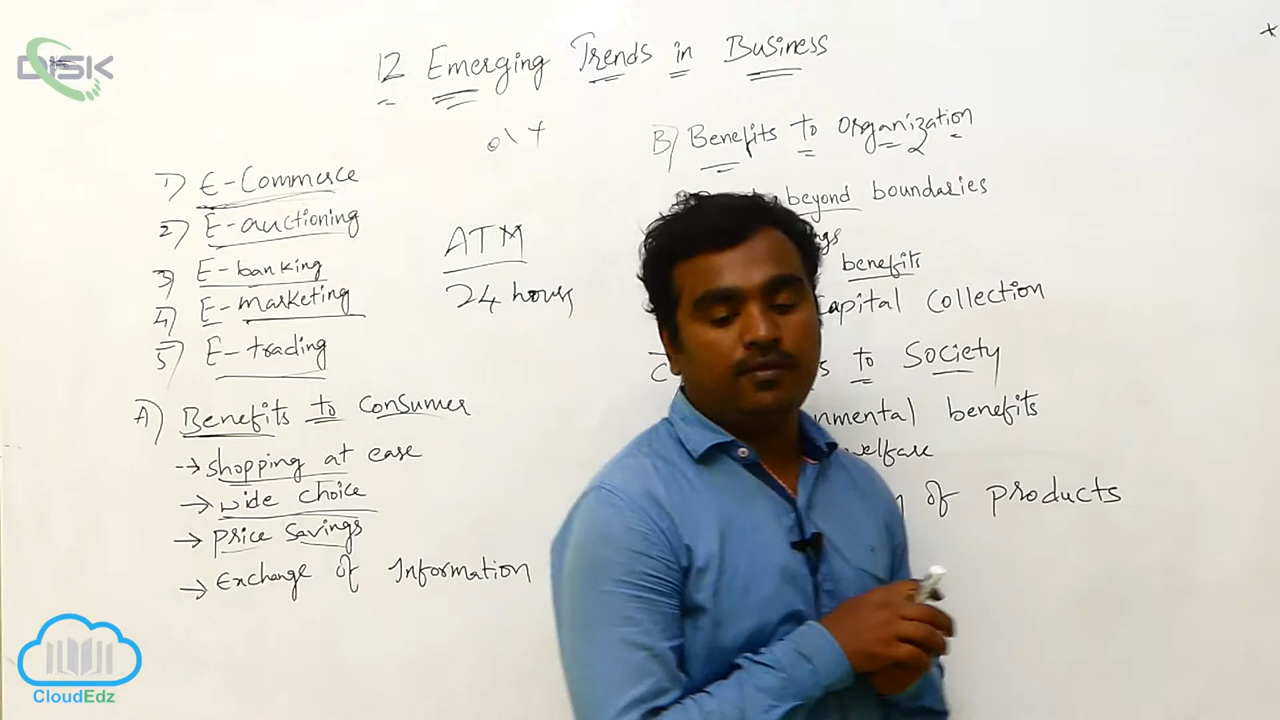 DISK
12 Emerging Trends in Business
1) E-Commerce
2) E-auctioning
3) E-banking
4) E-marketing
5) E-trading
ATM
24 hours
A) Benefits to consumer
→ shopping at ease
→ wide choice
→ price savings
→ Exchange of Information
B) Benefits to organization
beyond boundaries
benefits
Capital Collection
C) to Society
benefits
welfare
of products
CloudEdz